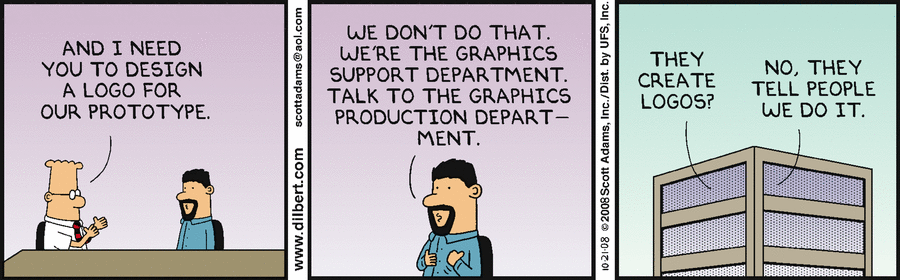 AND I NEED
YOU TO DESIGN
A LOGO FOR
OUR PROTOTYPE.
www.dilbert.com scottadams@aol.com
WE DON'T DO THAT.
WE'RE THE GRAPHICS
SUPPORT DEPARTMENT.
TALK TO THE GRAPHICS
PRODUCTION DEPART-
MENT.
10-21-08 ©2008 Scott Adams, Inc./Dist. by UFS, Inc.
THEY
CREATE
LOGOS?
NO, THEY
TELL PEOPLE
WE DO IT.